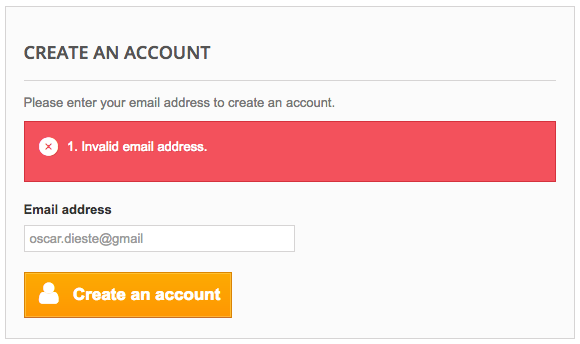 CREATE AN ACCOUNT
Please enter your email address to create an account.
1. Invalid email address.
Email address
oscar.dieste@gmail
Create an account